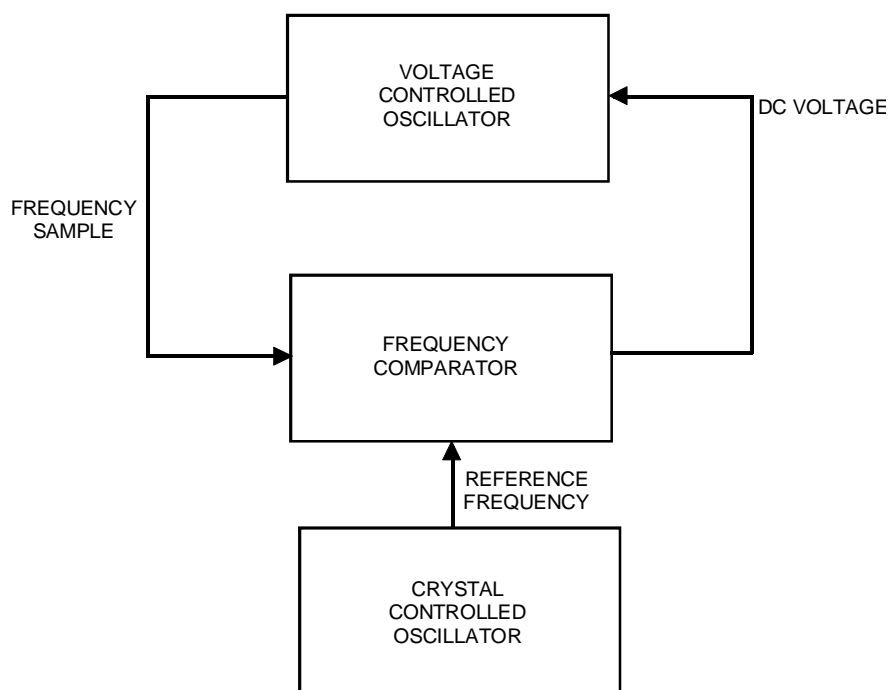 VOLTAGE
CONTROLLED
OSCILLATOR
DC VOLTAGE
FREQUENCY
SAMPLE
FREQUENCY
COMPARATOR
REFERENCE
FREQUENCY
CRYSTAL
CONTROLLED
OSCILLATOR